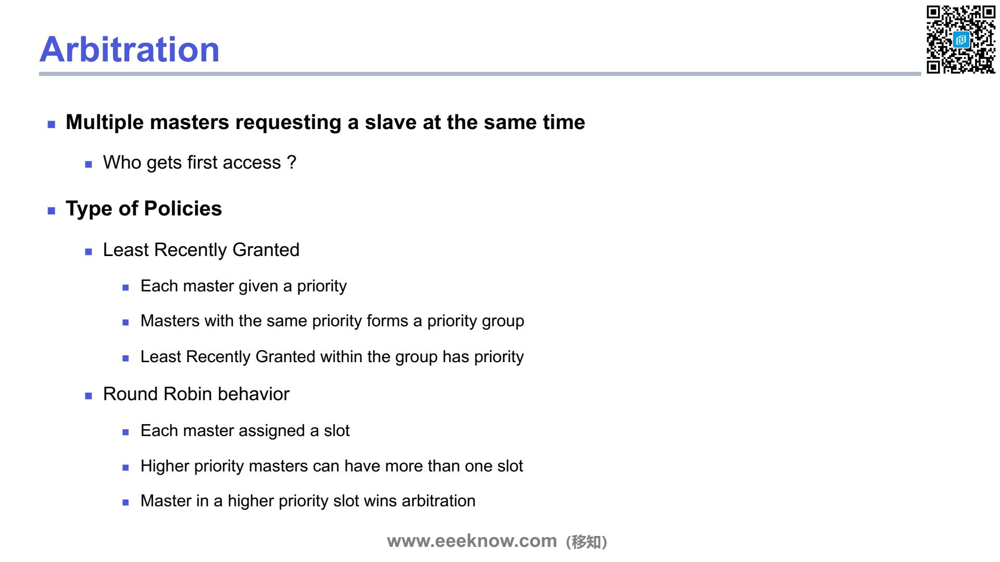 Arbitration
Multiple masters requesting a slave at the same time
Who gets first access ?
Type of Policies
Least Recently Granted
Each master given a priority
Masters with the same priority forms a priority group
Least Recently Granted within the group has priority
Round Robin behavior
Each master assigned a slot
Higher priority masters can have more than one slot
Master in a higher priority slot wins arbitration
www.eeeknow.com (移知)